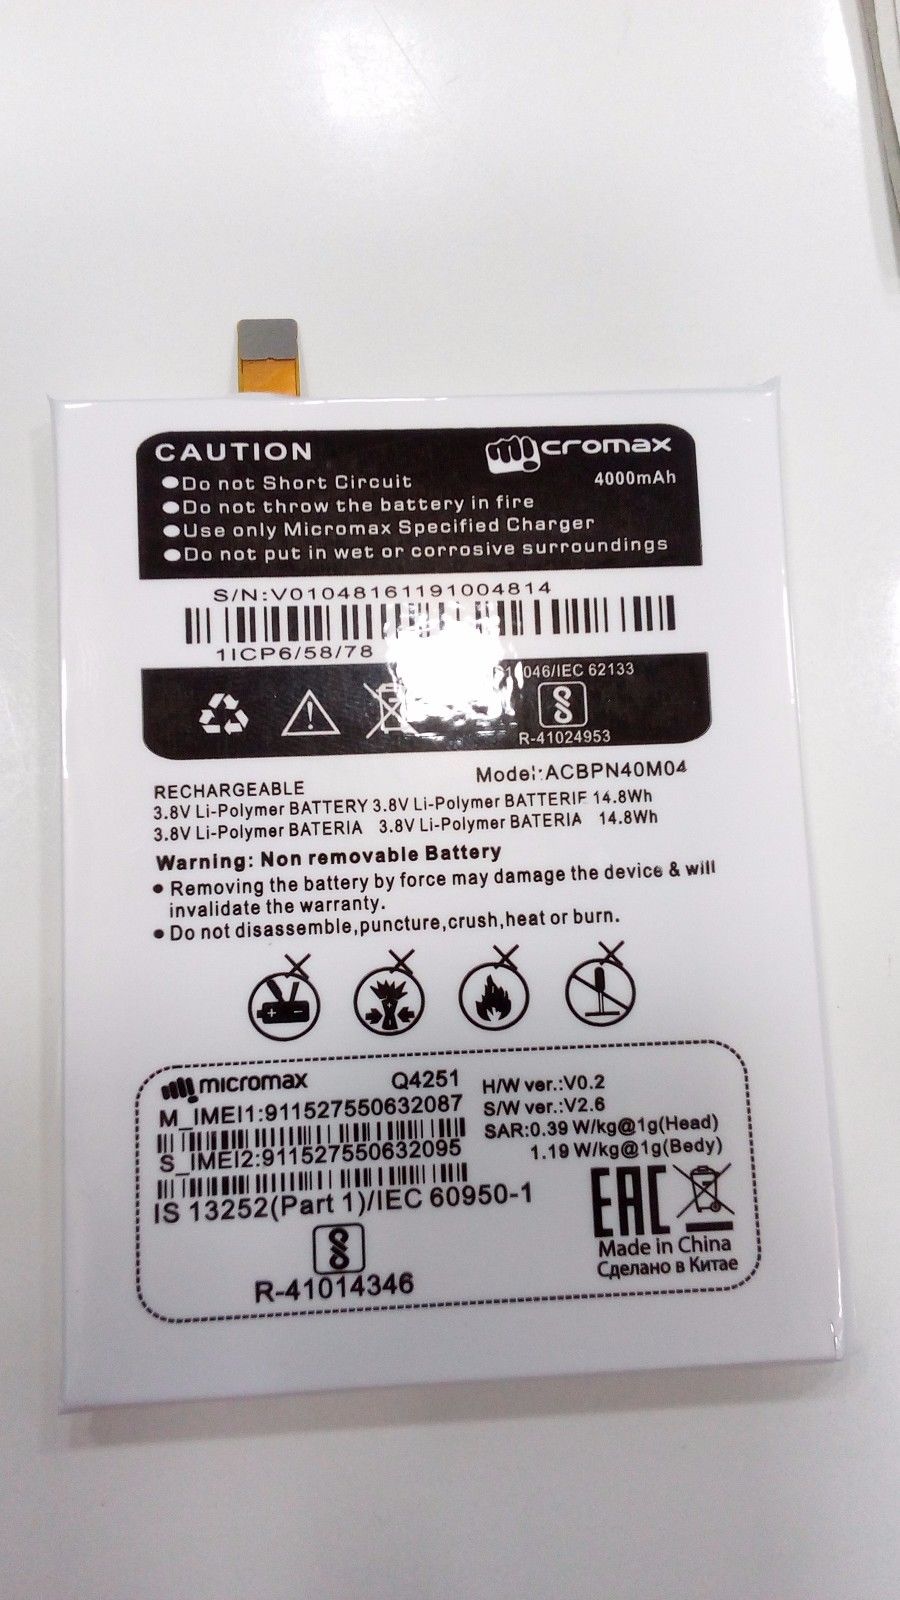 CAUTION
micromax
4000mAh
Do not Short Circuit
Do not throw the battery in fire
Use only Micromax Specified Charger
Do not put in wet or corrosive surroundings
S/N:V01048161191004814
1ICP6/58/78
046/IEC 62133
R-41024953
Model:ACBPN40M04
RECHARGEABLE
3.8V Li-Polymer BATTERY 3.8V Li-Polymer BATTERIE 14.8Wh
3.8V Li-Polymer BATERIA 3.8V Li-Polymer BATERIA 14.8Wh
Warning: Non removable Battery
• Removing the battery by force may damage the device & will
invalidate the warranty.
• Do not disassemble,puncture,crush,heat or burn.
micromax Q4251
M_IMEI1:911527550632087
S_IMEI2:911527550632095
IS 13252(Part 1)/IEC 60950-1
R-41014346
H/W ver.:V0.2
S/W ver.:V2.6
SAR:0.39 W/kg@1g(Head)
1.19 W/kg@1g(Bedy)
EAC
Made in China
Сделано в Китае